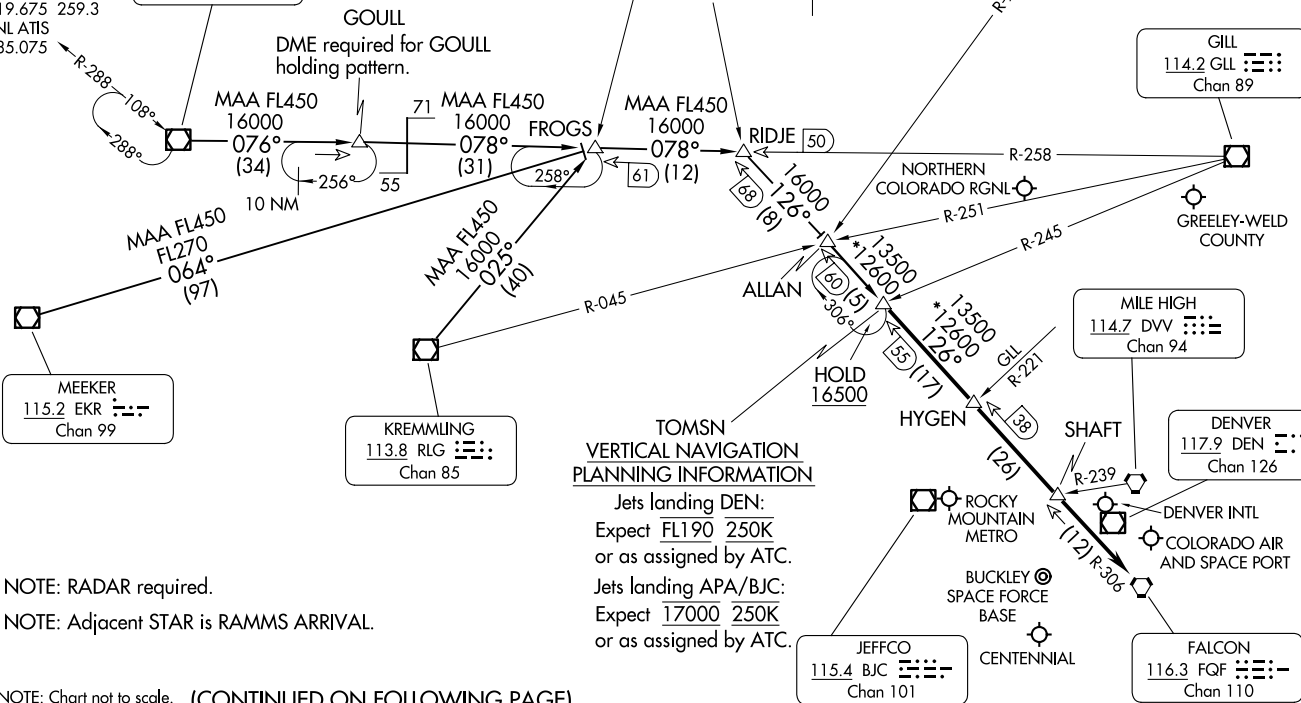 19.675 259.3
NL ATIS
35.075
R-288
108°
288°
GOULL
DME required for GOULL
holding pattern.
MAA FL450
16000
076°
(34)
256°
10 NM
71
55
MAA FL450
16000
078°
(31)
FROGS
258°
61
MAA FL450
16000
078°
(12)
RIDJE
50
68
16000
126°
(8)
R-258
NORTHERN
COLORADO RGNL
R-251
R-245
GILL
114.2 GLL
Chan 89
GREELEY-WELD
COUNTY
MAA FL450
FL270
064°
(97)
MAA FL450
16000
025°
(40)
R-045
ALLAN
60
(5)
306°
13500
*12600
HOLD
16500
55
(17)
13500
*12600
126°
GLL
R-221
HYGEN
38
(26)
MILE HIGH
114.7 DVV
Chan 94
MEEKER
115.2 EKR
Chan 99
KREMMLING
113.8 RLG
Chan 85
TOMSN
VERTICAL NAVIGATION
PLANNING INFORMATION
Jets landing DEN:
Expect FL190 250K
or as assigned by ATC.
Jets landing APA/BJC:
Expect 17000 250K
or as assigned by ATC.
SHAFT
R-239
DENVER
117.9 DEN
Chan 126
ROCKY
MOUNTAIN
METRO
DENVER INTL
COLORADO AIR
AND SPACE PORT
(12)
R-306
BUCKLEY
SPACE FORCE
BASE
CENTENNIAL
JEFFCO
115.4 BJC
Chan 101
FALCON
116.3 FQF
Chan 110
NOTE: RADAR required.
NOTE: Adjacent STAR is RAMMS ARRIVAL.
NOTE: Chart not to scale.
(CONTINUED ON FOLLOWING PAGE)